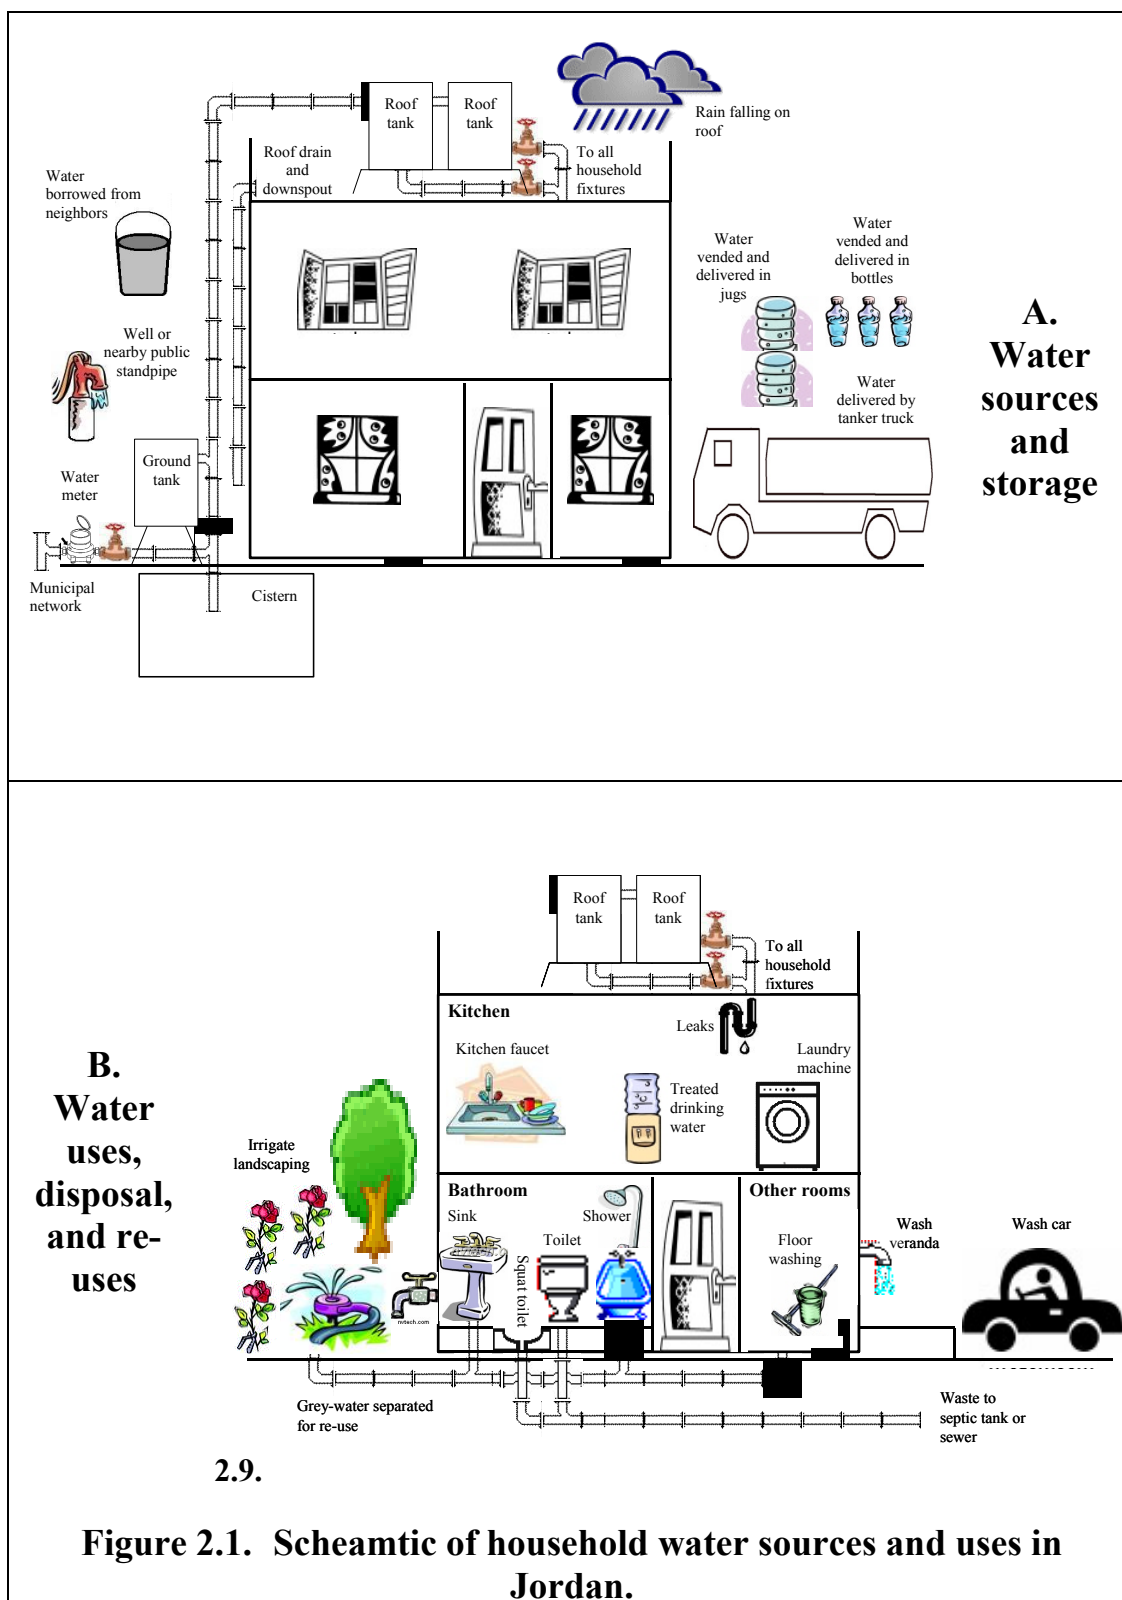 Roof
tank
Roof
tank
Rain falling on
roof
Roof drain
and
downspout
To all
household
fixtures
Water
borrowed from
neighbors
Water
vended and
delivered in
jugs
Water
vended and
delivered in
bottles
Well or
nearby public
standpipe
Water
delivered by
tanker truck
Ground
tank
Water
meter
Municipal
network
Cistern
A.
Water
sources
and
storage
Roof
tank
Roof
tank
To all
household
fixtures
Kitchen
Leaks
Kitchen faucet
Laundry
machine
Treated
drinking
water
B.
Water
uses,
disposal,
and re-
uses
Irrigate
landscaping
Bathroom
Sink
Squat toilet
Toilet
Shower
Other rooms
Floor
washing
Wash
veranda
Wash car
nvtech.com
Grey-water separated
for re-use
Waste to
septic tank or
sewer
2.9.
Figure 2.1. Scheamtic of household water sources and uses in
Jordan.